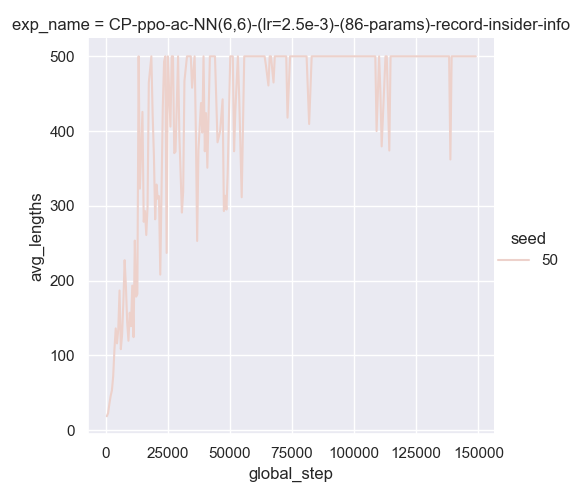 exp_name = CP-ppo-ac-NN(6,6)-(lr=2.5e-3)-(86-params)-record-insider-info
500
400
300
200
100
0
avg_lengths
0 25000 50000 75000 100000 125000 150000
global_step
seed
50